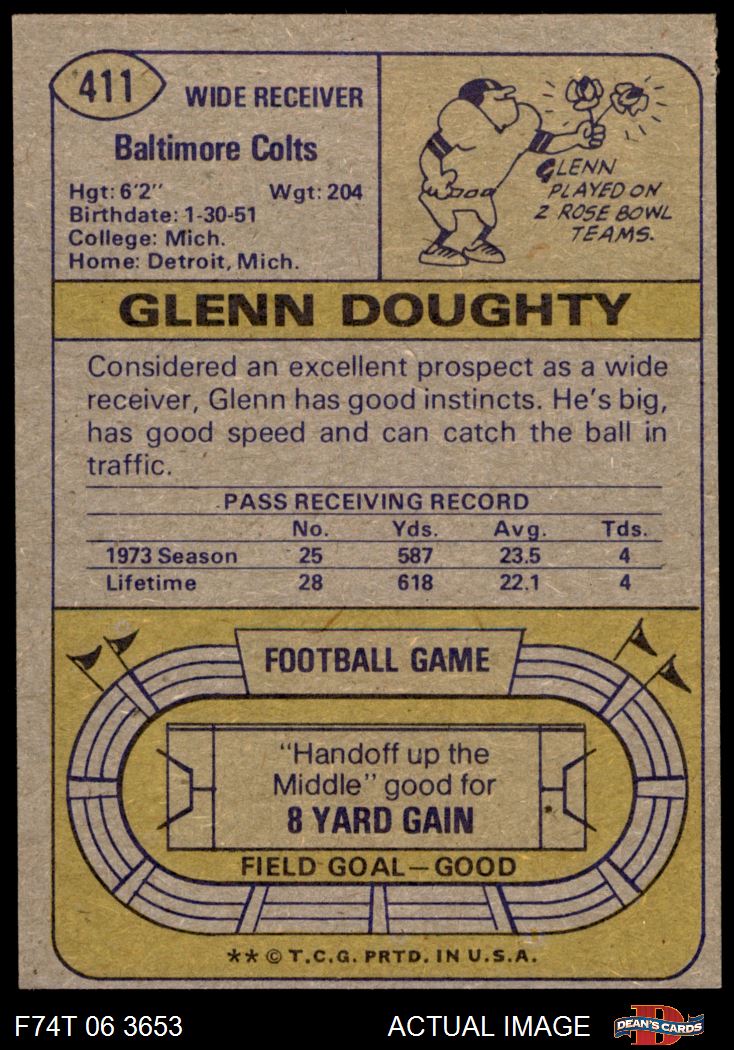 411
WIDE RECEIVER
Baltimore Colts
Hgt: 6'2" Wgt: 204
Birthdate: 1-30-51
College: Mich.
Home: Detroit, Mich.
GLENN
PLAYED ON
2 ROSE BOWL
TEAMS.
GLENN DOUGHTY
Considered an excellent prospect as a wide
receiver, Glenn has good instincts. He's big,
has good speed and can catch the ball in
traffic.
PASS RECEIVING RECORD
No. Yds. Avg. Tds.
1973 Season 25 587 23.5 4
Lifetime 28 618 22.1 4
FOOTBALL GAME
"Handoff up the
Middle" good for
8 YARD GAIN
FIELD GOAL—GOOD
** © T.C.G. PRTD. IN U.S.A.
F74T 06 3653 ACTUAL IMAGE
D
DEAN'S CARDS